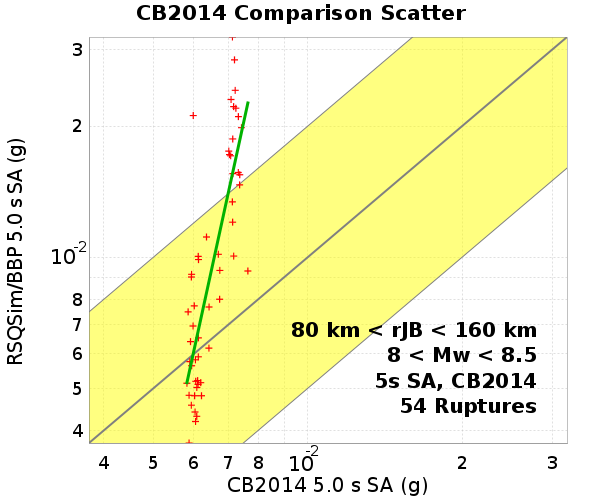 CB2014 Comparison Scatter
RSQSim/BBP 5.0 s SA (g)
3
2
10⁻²
8
7
6
5
4
80 km < rJB < 160 km
8 < Mw < 8.5
5s SA, CB2014
54 Ruptures
4 5 6 7 8 10⁻² 2 3
CB2014 5.0 s SA (g)